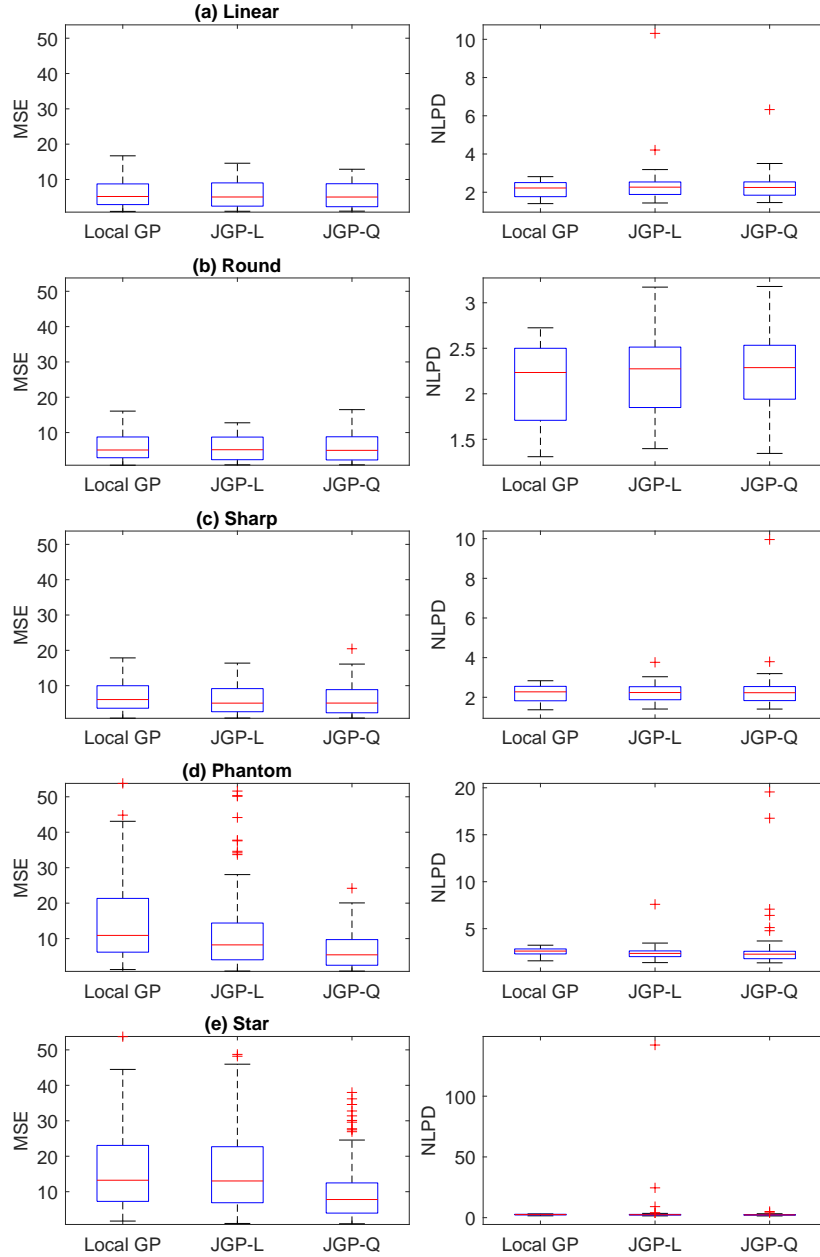 (a) Linear
MSE
50
40
30
20
10
Local GP JGP-L JGP-Q
NLPD
10
8
6
4
2
Local GP JGP-L JGP-Q
(b) Round
MSE
50
40
30
20
10
Local GP JGP-L JGP-Q
NLPD
3
2.5
2
1.5
Local GP JGP-L JGP-Q
(c) Sharp
MSE
50
40
30
20
10
Local GP JGP-L JGP-Q
NLPD
10
8
6
4
2
Local GP JGP-L JGP-Q
(d) Phantom
MSE
50
40
30
20
10
Local GP JGP-L JGP-Q
NLPD
20
15
10
5
Local GP JGP-L JGP-Q
(e) Star
MSE
50
40
30
20
10
Local GP JGP-L JGP-Q
NLPD
100
50
0
Local GP JGP-L JGP-Q